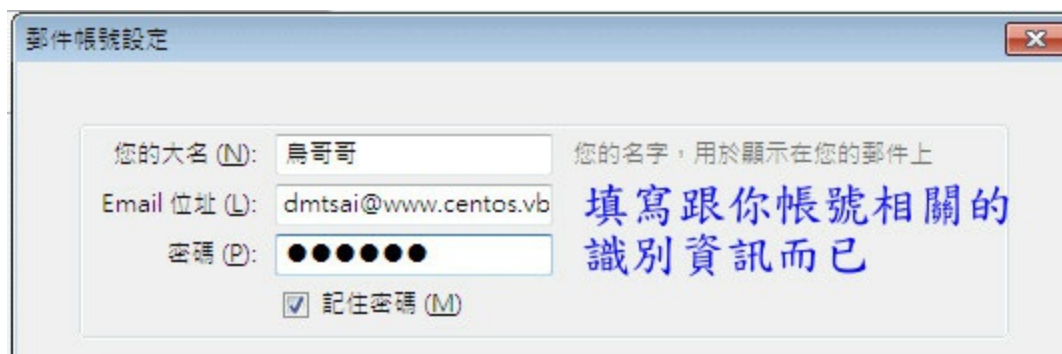 郵件帳號設定
您的大名 (N): 鳥哥哥 您的名字，用於顯示在您的郵件上
Email 位址 (L): dmtsai@www.centos.vb
填寫跟你帳號相關的
識別資訊而已
密碼 (P): ●●●●●●
記住密碼 (M)